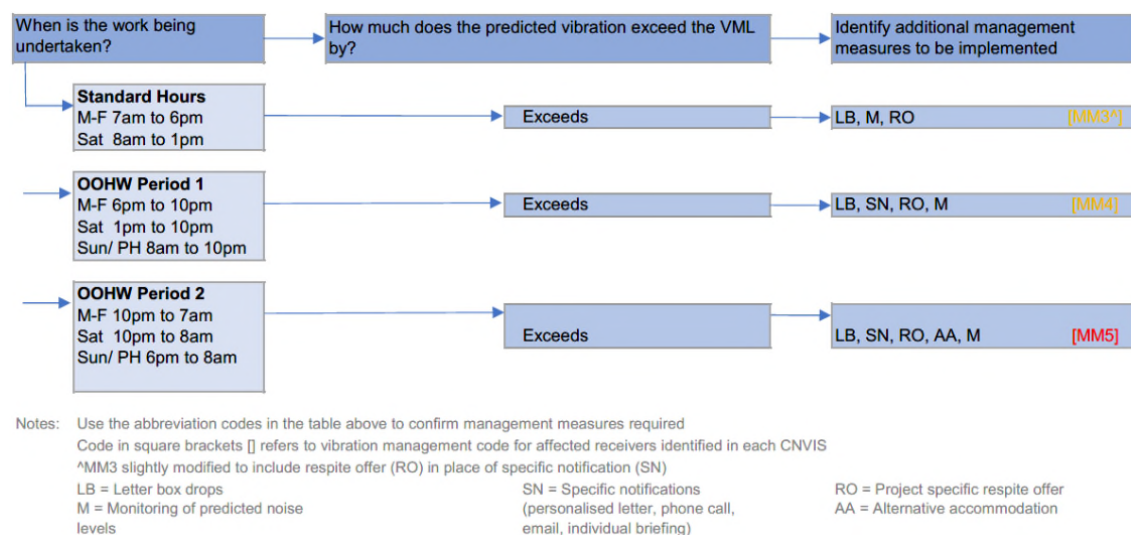 When is the work being
undertaken?
How much does the predicted vibration exceed the VML
by?
Identify additional management
measures to be implemented
Standard Hours
M-F 7am to 6pm
Sat 8am to 1pm
Exceeds
LB, M, RO [MM3^]
OOHW Period 1
M-F 6pm to 10pm
Sat 1pm to 10pm
Sun/ PH 8am to 10pm
Exceeds
LB, SN, RO, M [MM4]
OOHW Period 2
M-F 10pm to 7am
Sat 10pm to 8am
Sun/ PH 6pm to 8am
Exceeds
LB, SN, RO, AA, M [MM5]
Notes: Use the abbreviation codes in the table above to confirm management measures required
Code in square brackets [] refers to vibration management code for affected receivers identified in each CNVIS
^MM3 slightly modified to include respite offer (RO) in place of specific notification (SN)
LB = Letter box drops
M = Monitoring of predicted noise
levels
SN = Specific notifications
(personalised letter, phone call,
email, individual briefing)
RO = Project specific respite offer
AA = Alternative accommodation